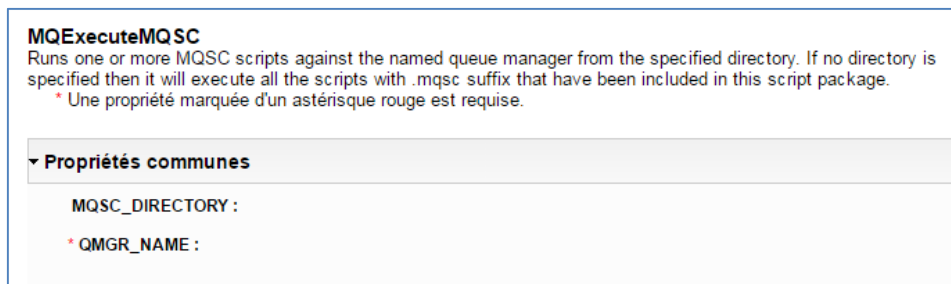 MQExecuteMQSC
Runs one or more MQSC scripts against the named queue manager from the specified directory. If no directory is
specified then it will execute all the scripts with .mqsc suffix that have been included in this script package.
* Une propriété marquée d'un astérisque rouge est requise.
Propriétés communes
MQSC_DIRECTORY :
* QMGR_NAME :